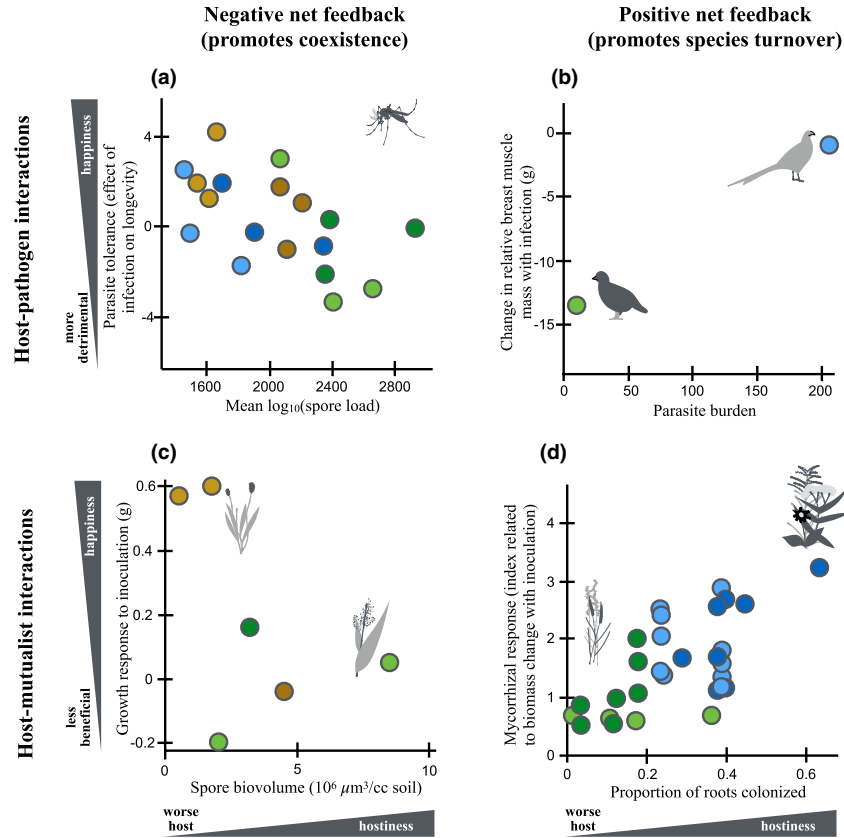 Negative net feedback
(promotes coexistence)
Positive net feedback
(promotes species turnover)
Host-pathogen interactions
happiness
more
detrimental
(a)
Parasite tolerance (effect of
infection on longevity)
4
0
-4
1600
2000
2400
2800
Mean log10(spore load)
(b)
Change in relative breast muscle
mass with infection (g)
0
-5
-10
-15
0
50
100
150
200
Parasite burden
Host-mutualist interactions
happiness
less
beneficial
(c)
Growth response to inoculation (g)
0.6
0.4
0.2
0
-0.2
0
5
10
Spore biovolume (10⁶ μm³/cc soil)
worse
host
hostiness
(d)
Mycorrhizal response (index related
to biomass change with inoculation)
4
3
2
1
0
0
0.2
0.4
0.6
Proportion of roots colonized
worse
host
hostiness